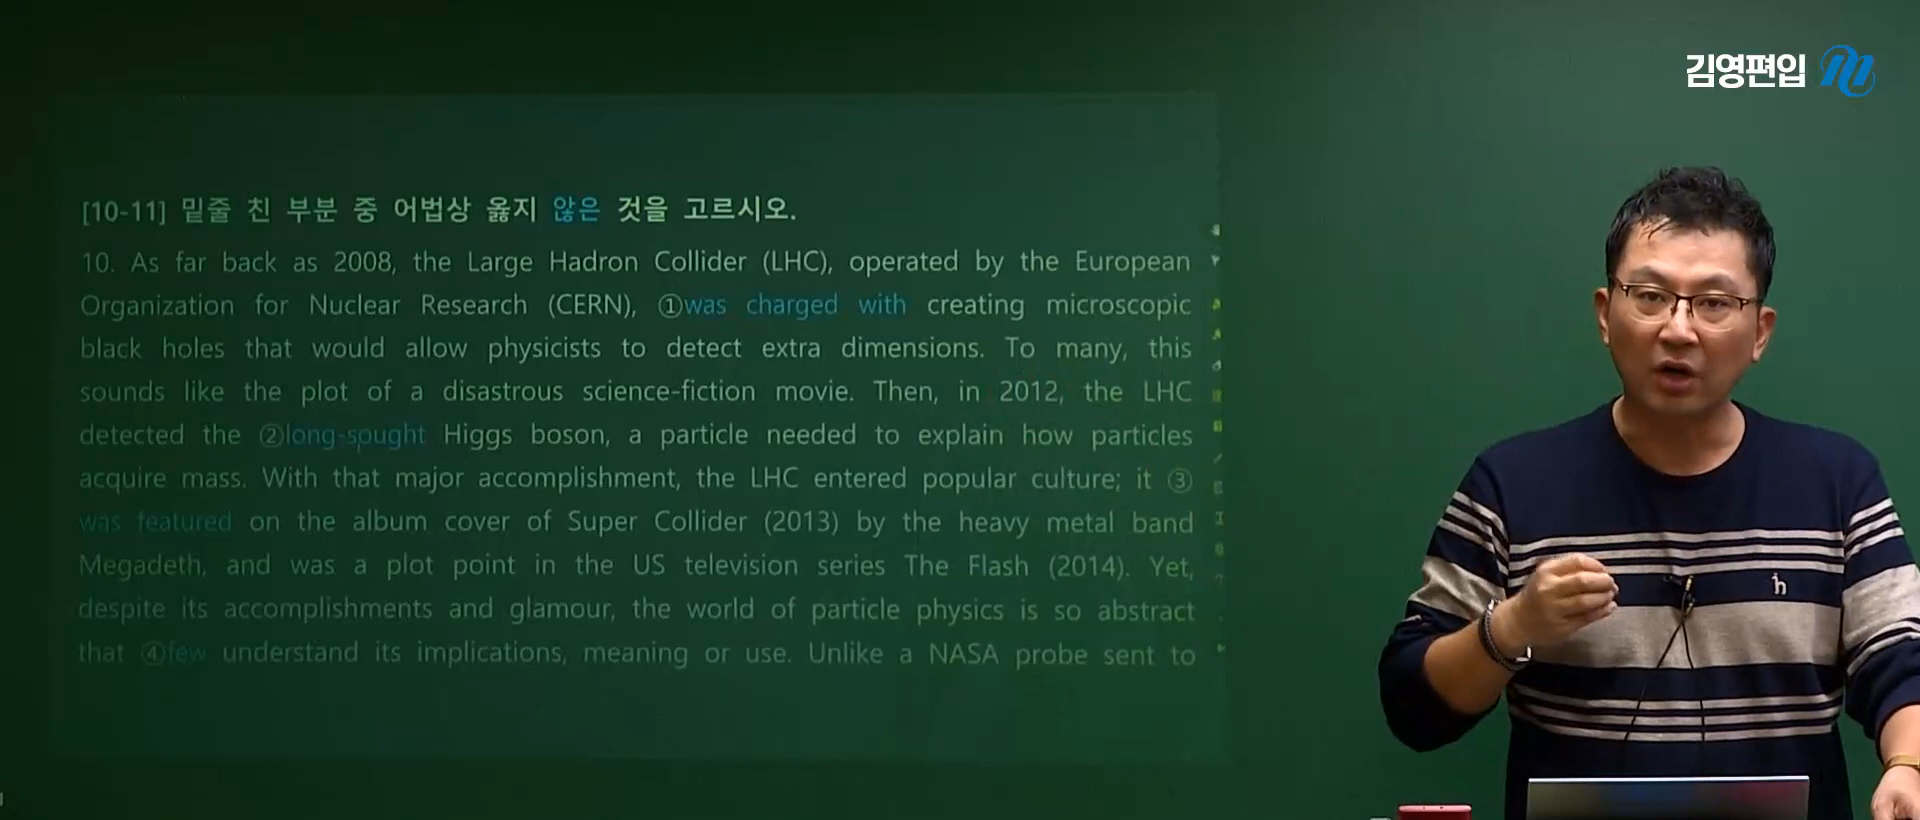 김영편입
[10-11] 밑줄 친 부분 중 어법상 옳지 않은 것을 고르시오.
10. As far back as 2008, the Large Hadron Collider (LHC), operated by the European
Organization for Nuclear Research (CERN), ①was charged with creating microscopic
black holes that would allow physicists to detect extra dimensions. To many, this
sounds like the plot of a disastrous science-fiction movie. Then, in 2012, the LHC
detected the ②long-sought Higgs boson, a particle needed to explain how particles
acquire mass. With that major accomplishment, the LHC entered popular culture; it ③
was featured on the album cover of Super Collider (2013) by the heavy metal band
Megadeth, and was a plot point in the US television series The Flash (2014). Yet,
despite its accomplishments and glamour, the world of particle physics is so abstract
that ④few understand its implications, meaning or use. Unlike a NASA probe sent to
h